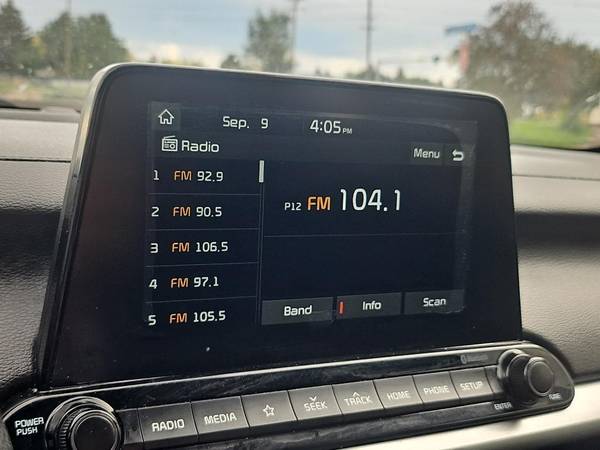 Sep. 9 4:05 PM
Radio
Menu
1 FM 92.9
2 FM 90.5
3 FM 106.5
4 FM 97.1
5 FM 105.5
P12 FM 104.1
Band Info Scan
Bluetooth
POWER PUSH
RADIO MEDIA SEEK TRACK HOME PHONE SETUP
ENTER TUNE